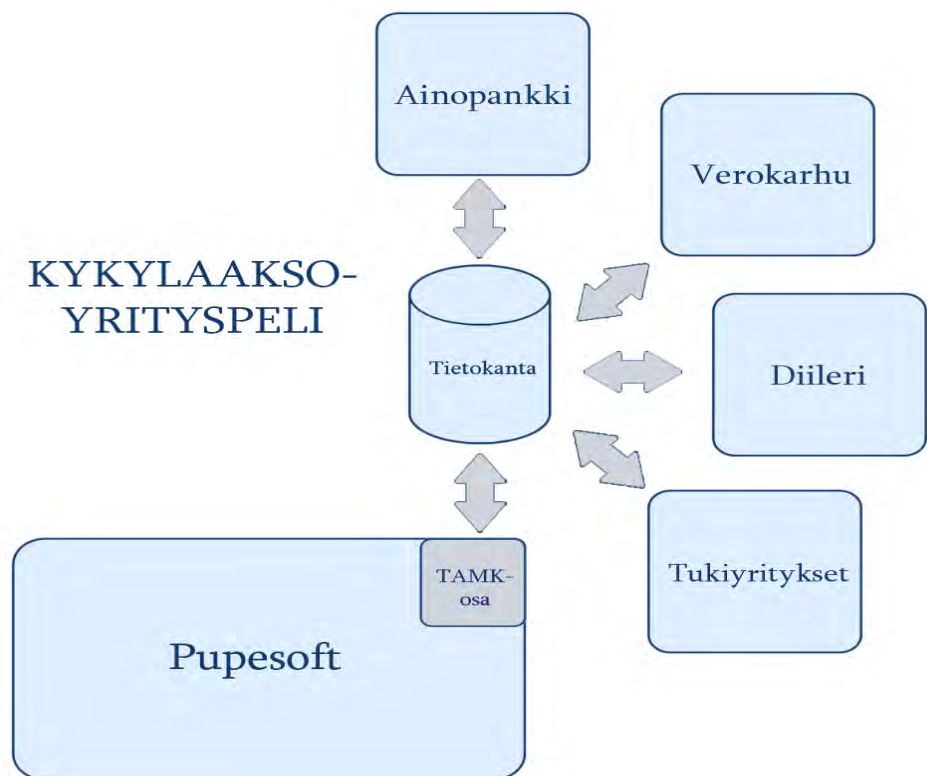 Ainopankki
Verokarhu
KYKYLAAKSO-
YRITYSPELI
Tietokanta
Diileri
TAMK-
osa
Tukiyritykset
Pupesoft